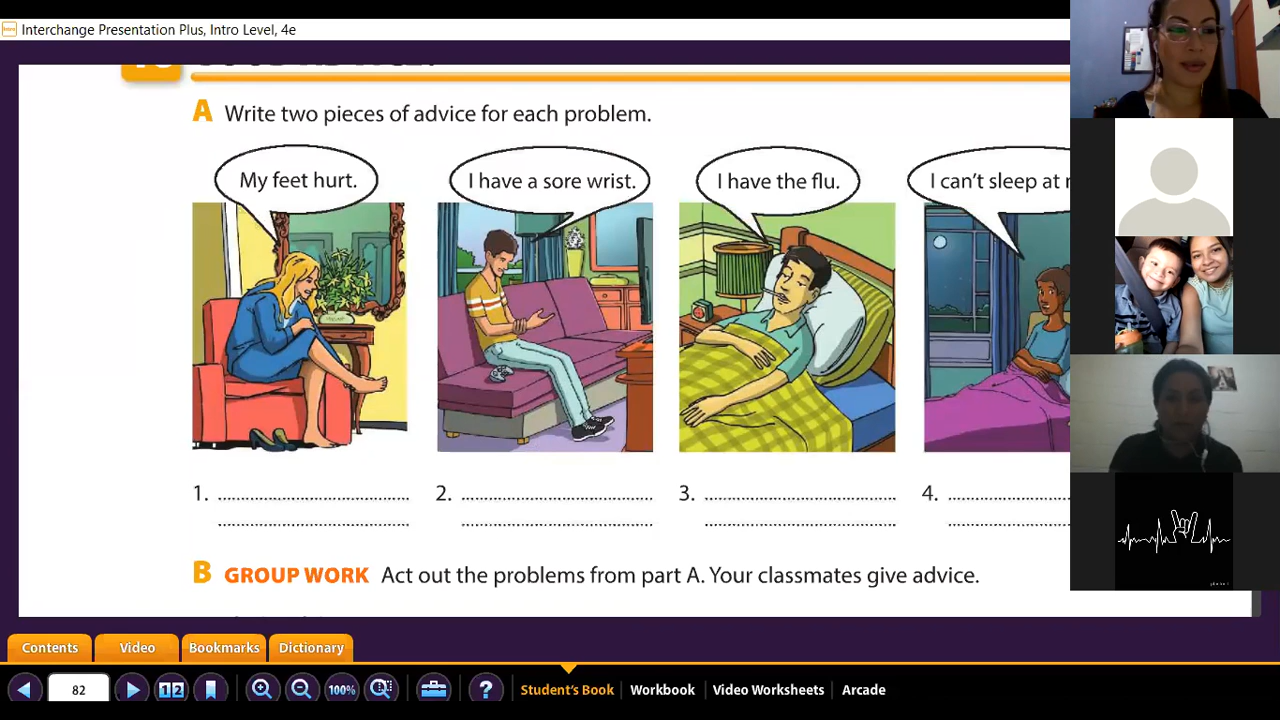 Interchange Presentation Plus, Intro Level, 4e
A Write two pieces of advice for each problem.
My feet hurt.
I have a sore wrist.
I have the flu.
I can't sleep at
1.
2.
3.
4.
B GROUP WORK Act out the problems from part A. Your classmates give advice.
Contents
Video
Bookmarks
Dictionary
82
1 2
100%
?
Student's Book
Workbook
Video Worksheets
Arcade